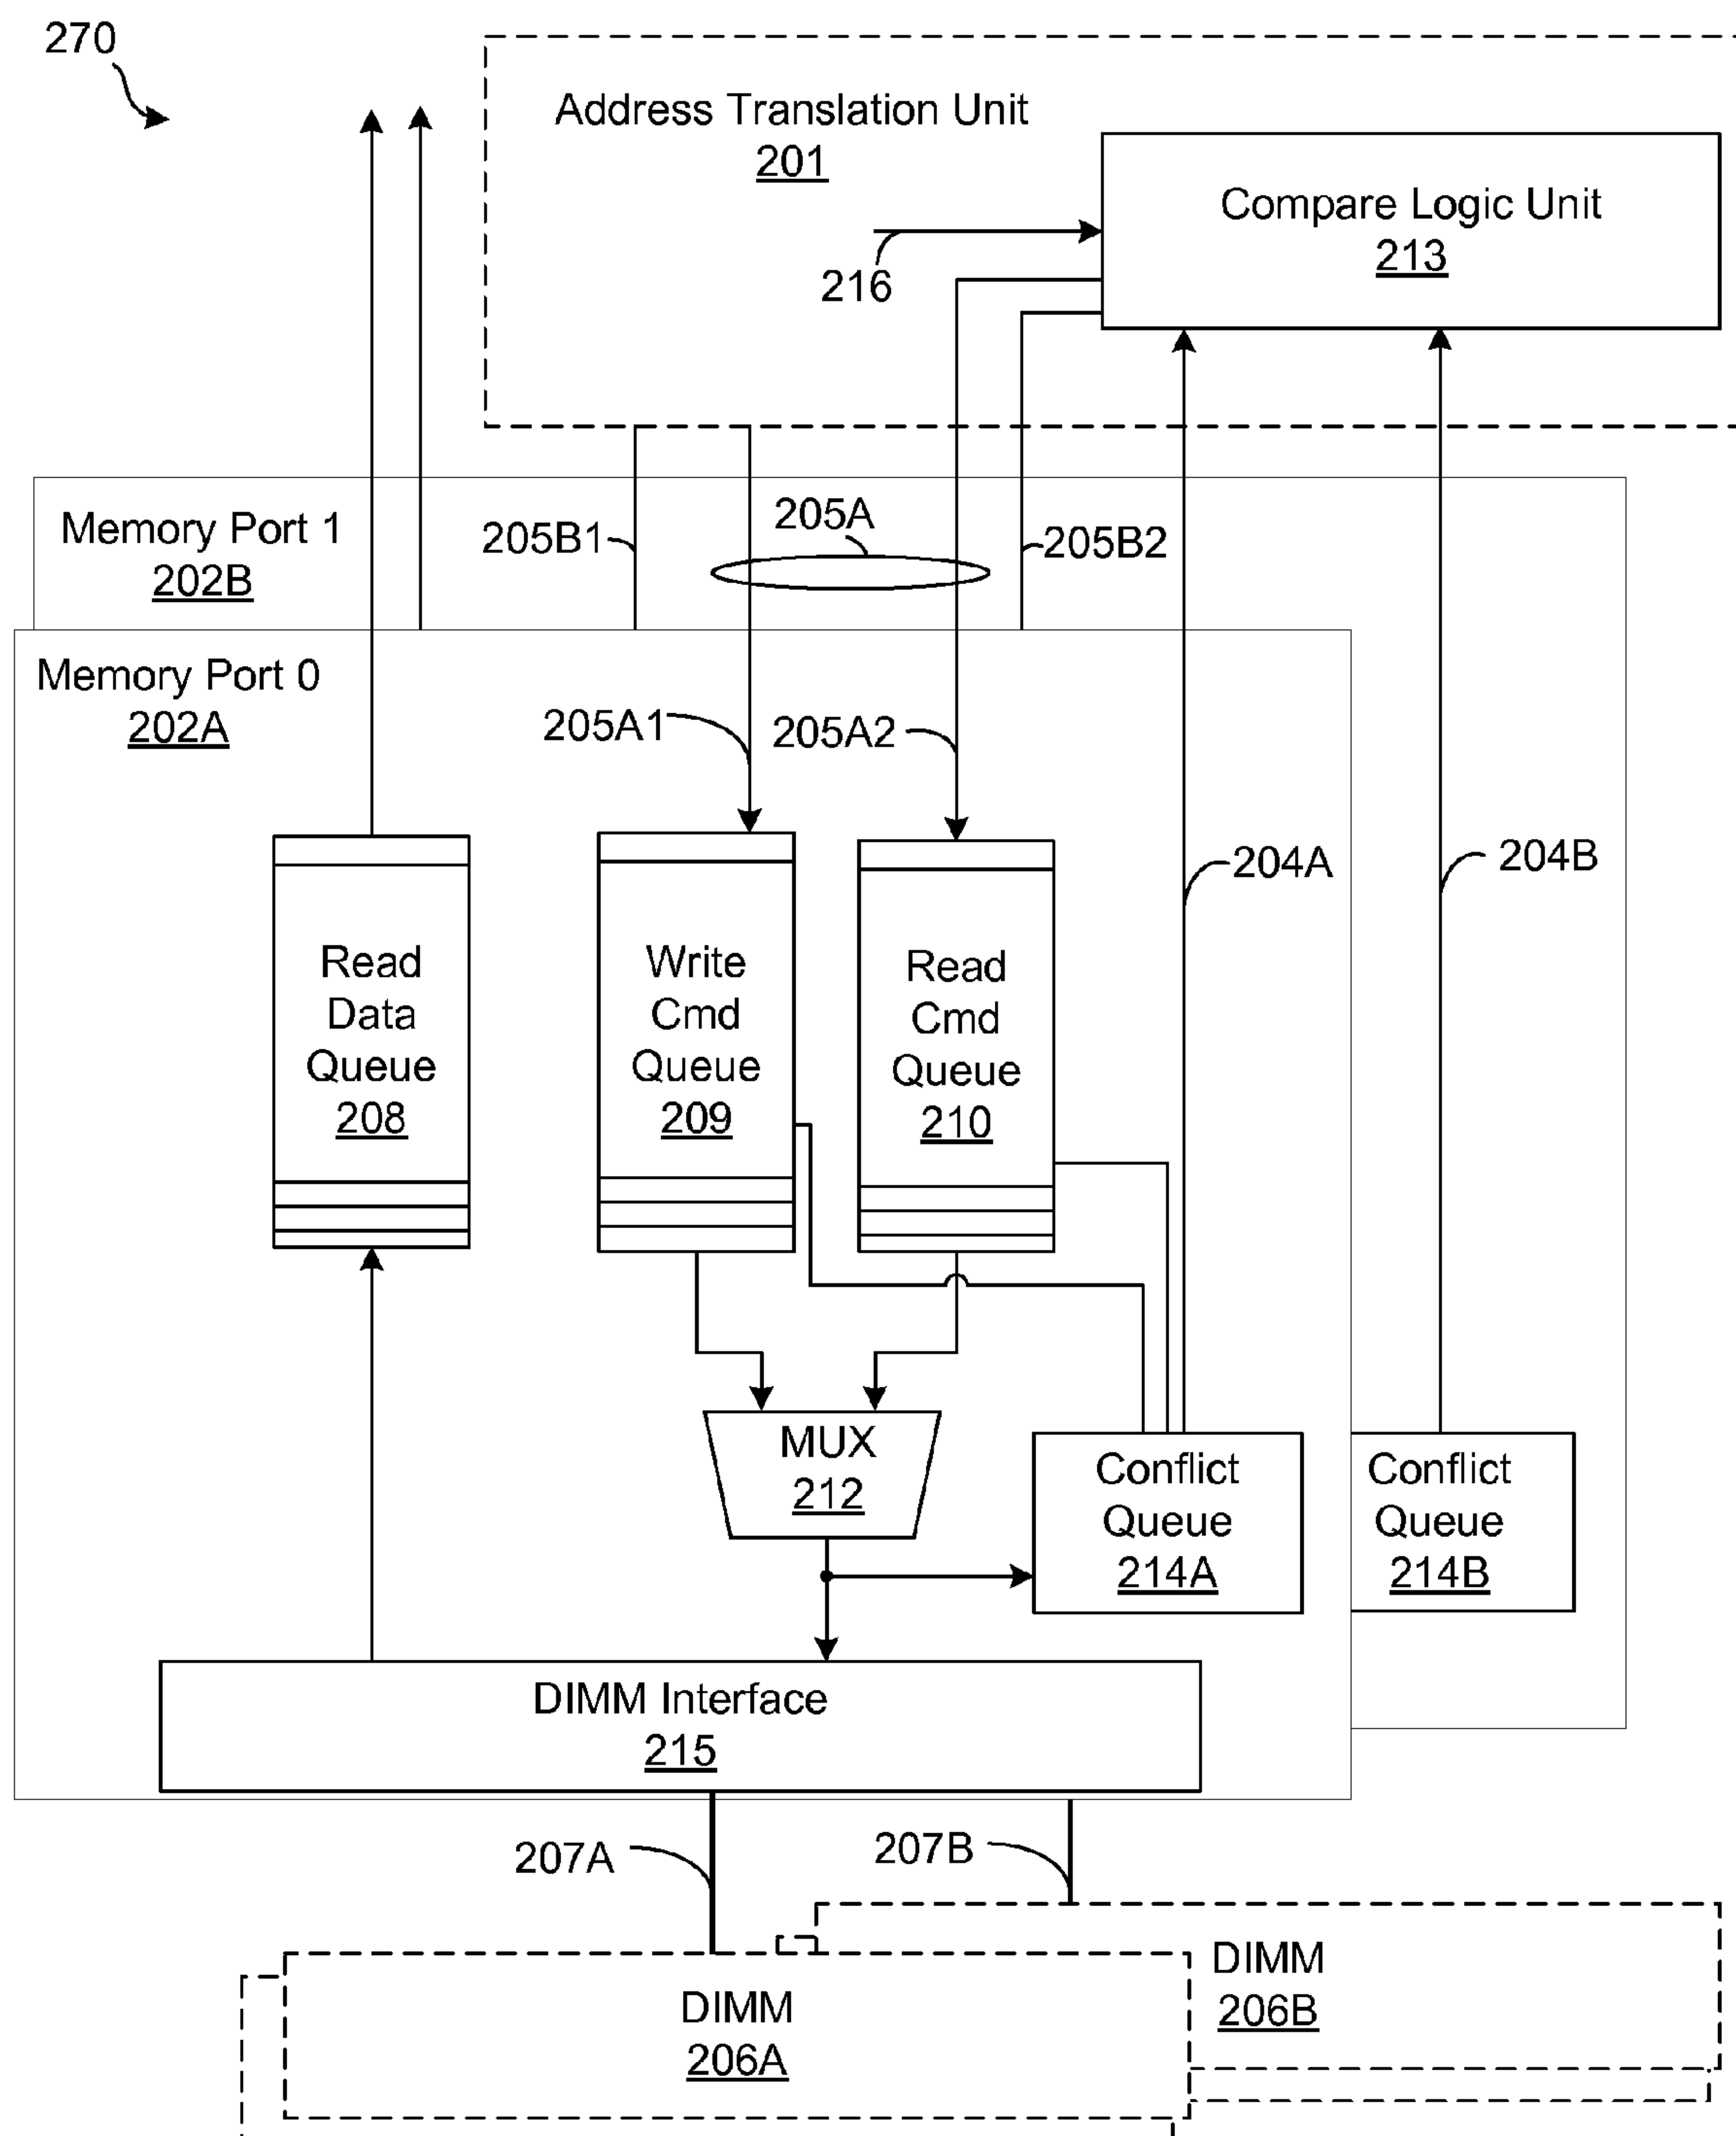 270
Address Translation Unit
201
Compare Logic Unit
213
216
Memory Port 1
202B
205B1
205A
205B2
Memory Port 0
202A
205A1
205A2
204A
204B
Read
Data
Queue
208
Write
Cmd
Queue
209
Read
Cmd
Queue
210
MUX
212
Conflict
Queue
214A
Conflict
Queue
214B
DIMM Interface
215
207A
207B
DIMM
206B
DIMM
206A